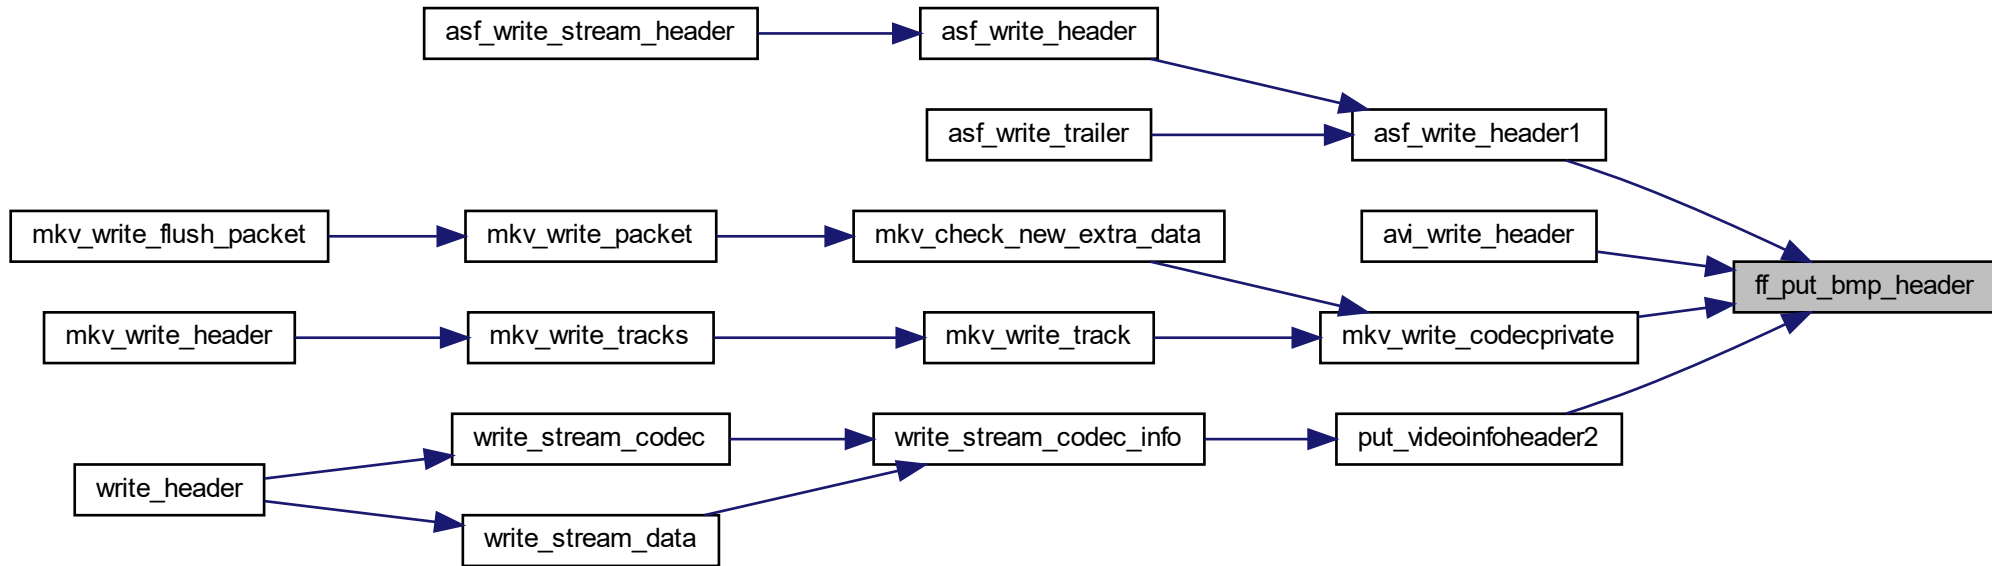 asf_write_stream_header
asf_write_header
asf_write_trailer
asf_write_header1
mkv_write_flush_packet
mkv_write_packet
mkv_check_new_extra_data
avi_write_header
ff_put_bmp_header
mkv_write_header
mkv_write_tracks
mkv_write_track
mkv_write_codecprivate
write_stream_codec
write_stream_codec_info
put_videoinfoheader2
write_header
write_stream_data